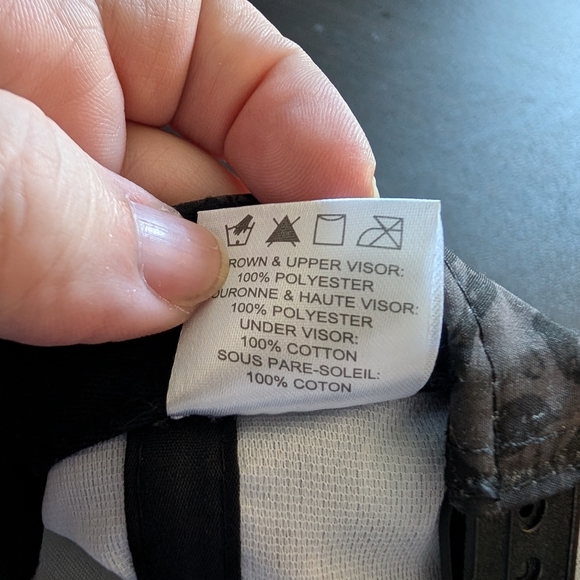 ROWN & UPPER VISOR:
100% POLYESTER
OURONNE & HAUTE VISOR:
100% POLYESTER
UNDER VISOR:
100% COTTON
SOUS PARE-SOLEIL:
100% COTON